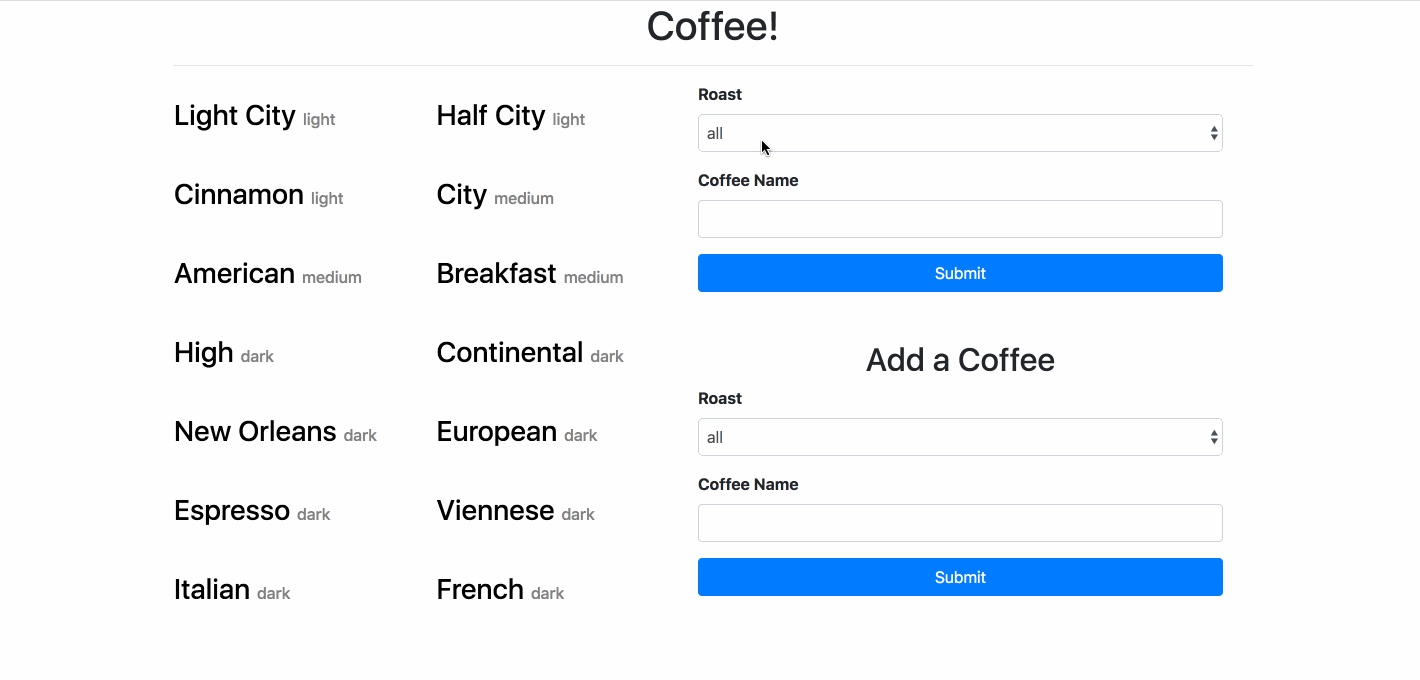 Coffee!
Light City light
Half City light
Cinnamon light
City medium
American medium
Breakfast medium
High dark
Continental dark
New Orleans dark
European dark
Espresso dark
Viennese dark
Italian dark
French dark
Roast
all
Coffee Name
Submit
Add a Coffee
Roast
all
Coffee Name
Submit